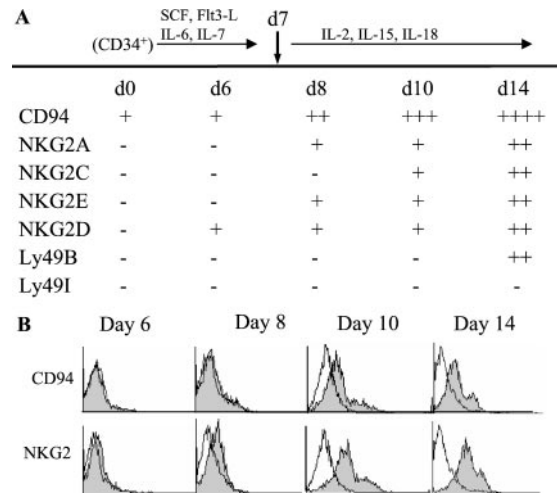 A
SCF, Flt3-L
(CD34+) IL-6, IL-7
d7
IL-2, IL-15, IL-18
d0 d6 d8 d10 d14
CD94 + + ++ +++ ++++
NKG2A - - + + ++
NKG2C - - - + ++
NKG2E - - + + ++
NKG2D - + + + ++
Ly49B - - - - ++
Ly49I - - - - -
B
Day 6 Day 8 Day 10 Day 14
CD94
NKG2